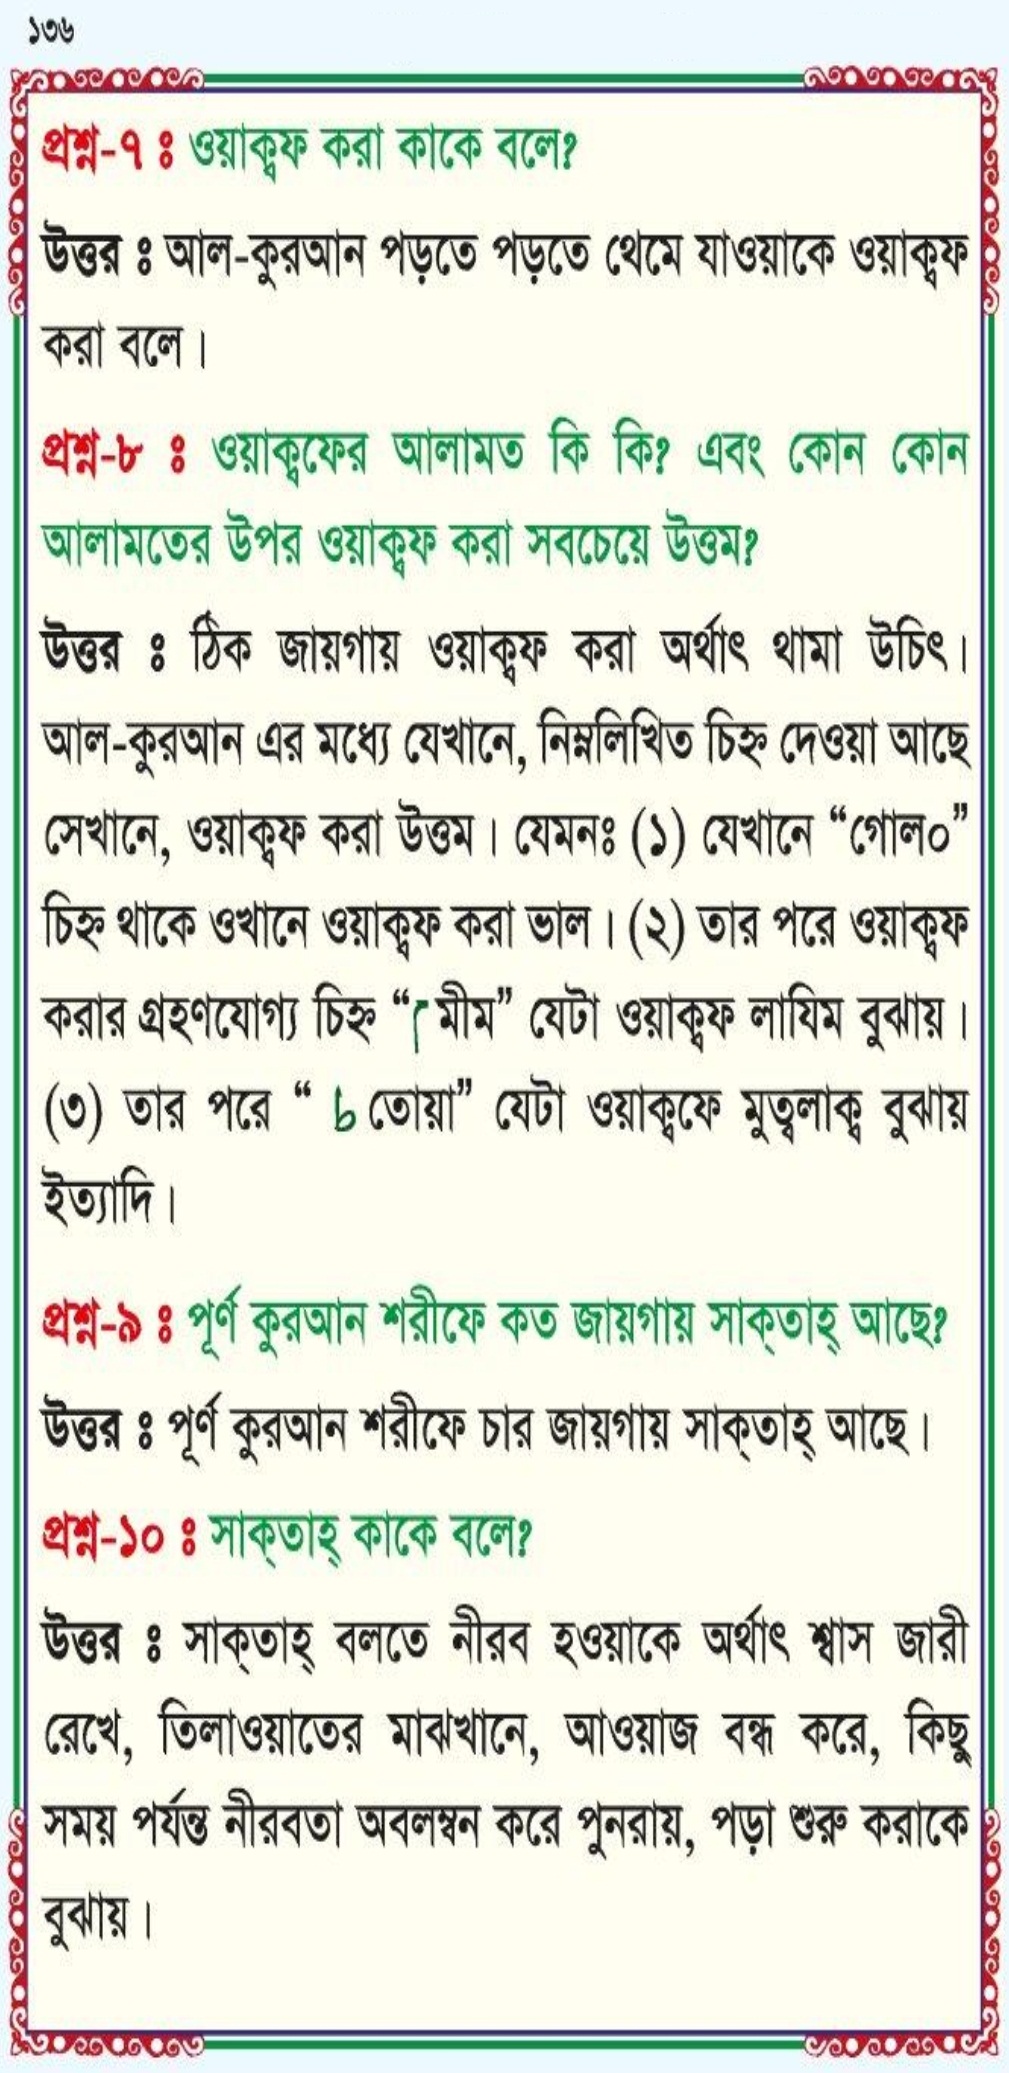 ১৩৬
প্রশ্ন-৭ ঃ ওয়াক্বফ করা কাকে বলে?
উত্তর ঃ আল-কুরআন পড়তে পড়তে থেমে যাওয়াকে ওয়াক্বফ
করা বলে।
প্রশ্ন-৮ ঃ ওয়াক্বফের আলামত কি কি? এবং কোন কোন
আলামতের উপর ওয়াক্বফ করা সবচেয়ে উত্তম?
উত্তর ঃ ঠিক জায়গায় ওয়াক্বফ করা অর্থাৎ থামা উচিৎ।
আল-কুরআন এর মধ্যে যেখানে, নিম্নলিখিত চিহ্ন দেওয়া আছে
সেখানে, ওয়াক্বফ করা উত্তম। যেমনঃ (১) যেখানে “গোল০”
চিহ্ন থাকে ওখানে ওয়াক্বফ করা ভাল। (২) তার পরে ওয়াক্বফ
করার গ্রহণযোগ্য চিহ্ন “م মীম” যেটা ওয়াক্বফ লাযিম বুঝায়।
(৩) তার পরে “ ط তোয়া” যেটা ওয়াক্বফে মুত্বলাক্ব বুঝায়
ইত্যাদি।
প্রশ্ন-৯ ঃ পূর্ণ কুরআন শরীফে কত জায়গায় সাক্‌তাহ্ আছে?
উত্তর ঃ পূর্ণ কুরআন শরীফে চার জায়গায় সাক্‌তাহ্ আছে।
প্রশ্ন-১০ ঃ সাক্‌তাহ্ কাকে বলে?
উত্তর ঃ সাক্‌তাহ্ বলতে নীরব হওয়াকে অর্থাৎ শ্বাস জারী
রেখে, তিলাওয়াতের মাঝখানে, আওয়াজ বন্ধ করে, কিছু
সময় পর্যন্ত নীরবতা অবলম্বন করে পুনরায়, পড়া শুরু করাকে
বুঝায়।